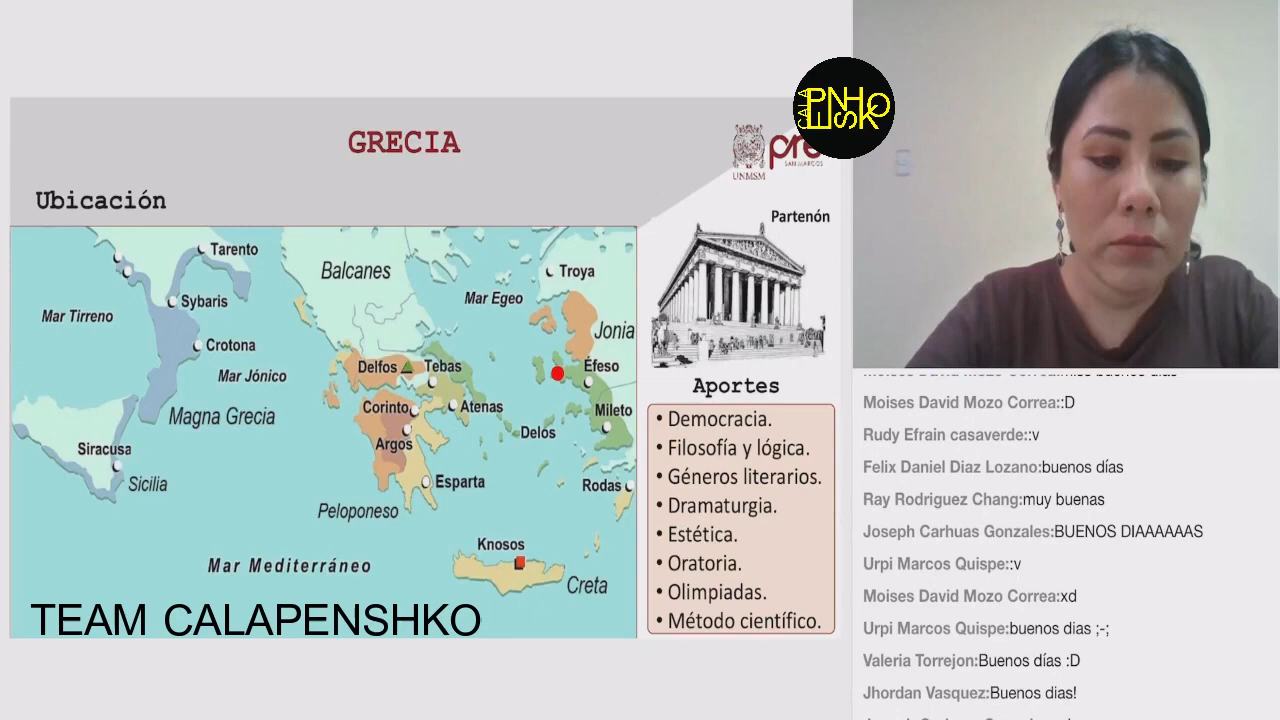 GRECIA
UNMSM
SAN MARCOS
CALA
PENSHKO
Ubicación
Partenón
Tarento
Balcanes
Troya
Mar Egeo
Sybaris
Mar Tirreno
Jonia
Crotona
Delfos
Tebas
Éfeso
Mar Jónico
Corinto
Atenas
Mileto
Magna Grecia
Delos
Argos
Siracusa
Sicilia
Esparta
Rodas
Peloponeso
Knosos
Mar Mediterráneo
Creta
TEAM CALAPENSHKO
Aportes
• Democracia.
• Filosofía y lógica.
• Géneros literarios.
• Dramaturgia.
• Estética.
• Oratoria.
• Olimpiadas.
• Método científico.
Moises David Mozo Correa::D
Rudy Efrain casaverde::v
Felix Daniel Diaz Lozano:buenos días
Ray Rodriguez Chang:muy buenas
Joseph Carhuas Gonzales:BUENOS DIAAAAAAS
Urpi Marcos Quispe::v
Moises David Mozo Correa:xd
Urpi Marcos Quispe:buenos dias ;-;
Valeria Torrejon:Buenos días :D
Jhordan Vasquez:Buenos dias!